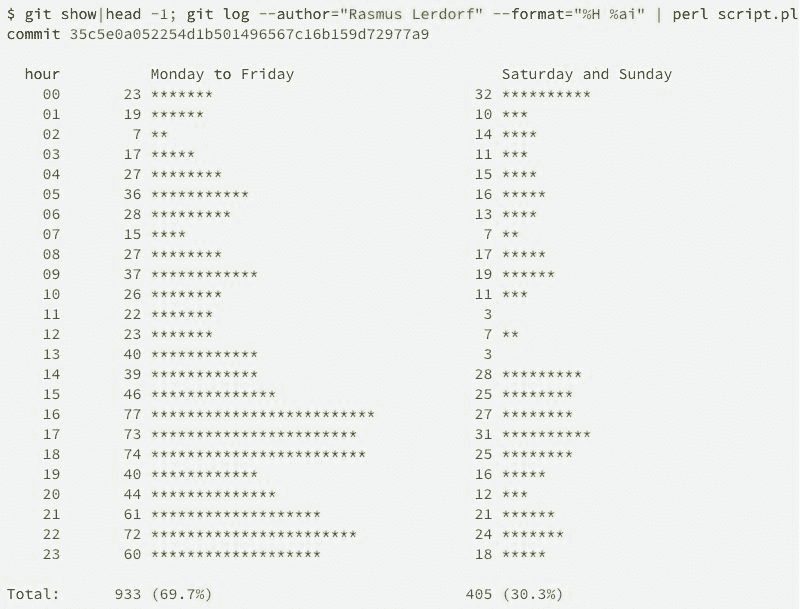 $ git show|head -1; git log --author="Rasmus Lerdorf" --format="%H %ai" | perl script.pl
commit 35c5e0a052254d1b501496567c16b159d72977a9
hour Monday to Friday Saturday and Sunday
00 23 ******* 32 **********
01 19 ****** 10 ***
02 7 ** 14 ****
03 17 ***** 11 ***
04 27 ******** 15 ****
05 36 *********** 16 *****
06 28 ********* 13 ****
07 15 **** 7 **
08 27 ******** 17 *****
09 37 ************ 19 ******
10 26 ******** 11 ***
11 22 ******* 3
12 23 ******* 7 **
13 40 ************ 3
14 39 ************ 28 *********
15 46 ************** 25 ********
16 77 ************************* 27 ********
17 73 *********************** 31 **********
18 74 ************************ 25 ********
19 40 ************ 16 *****
20 44 ************** 12 ***
21 61 ******************* 21 ******
22 72 *********************** 24 *******
23 60 ******************* 18 *****
Total: 933 (69.7%) 405 (30.3%)